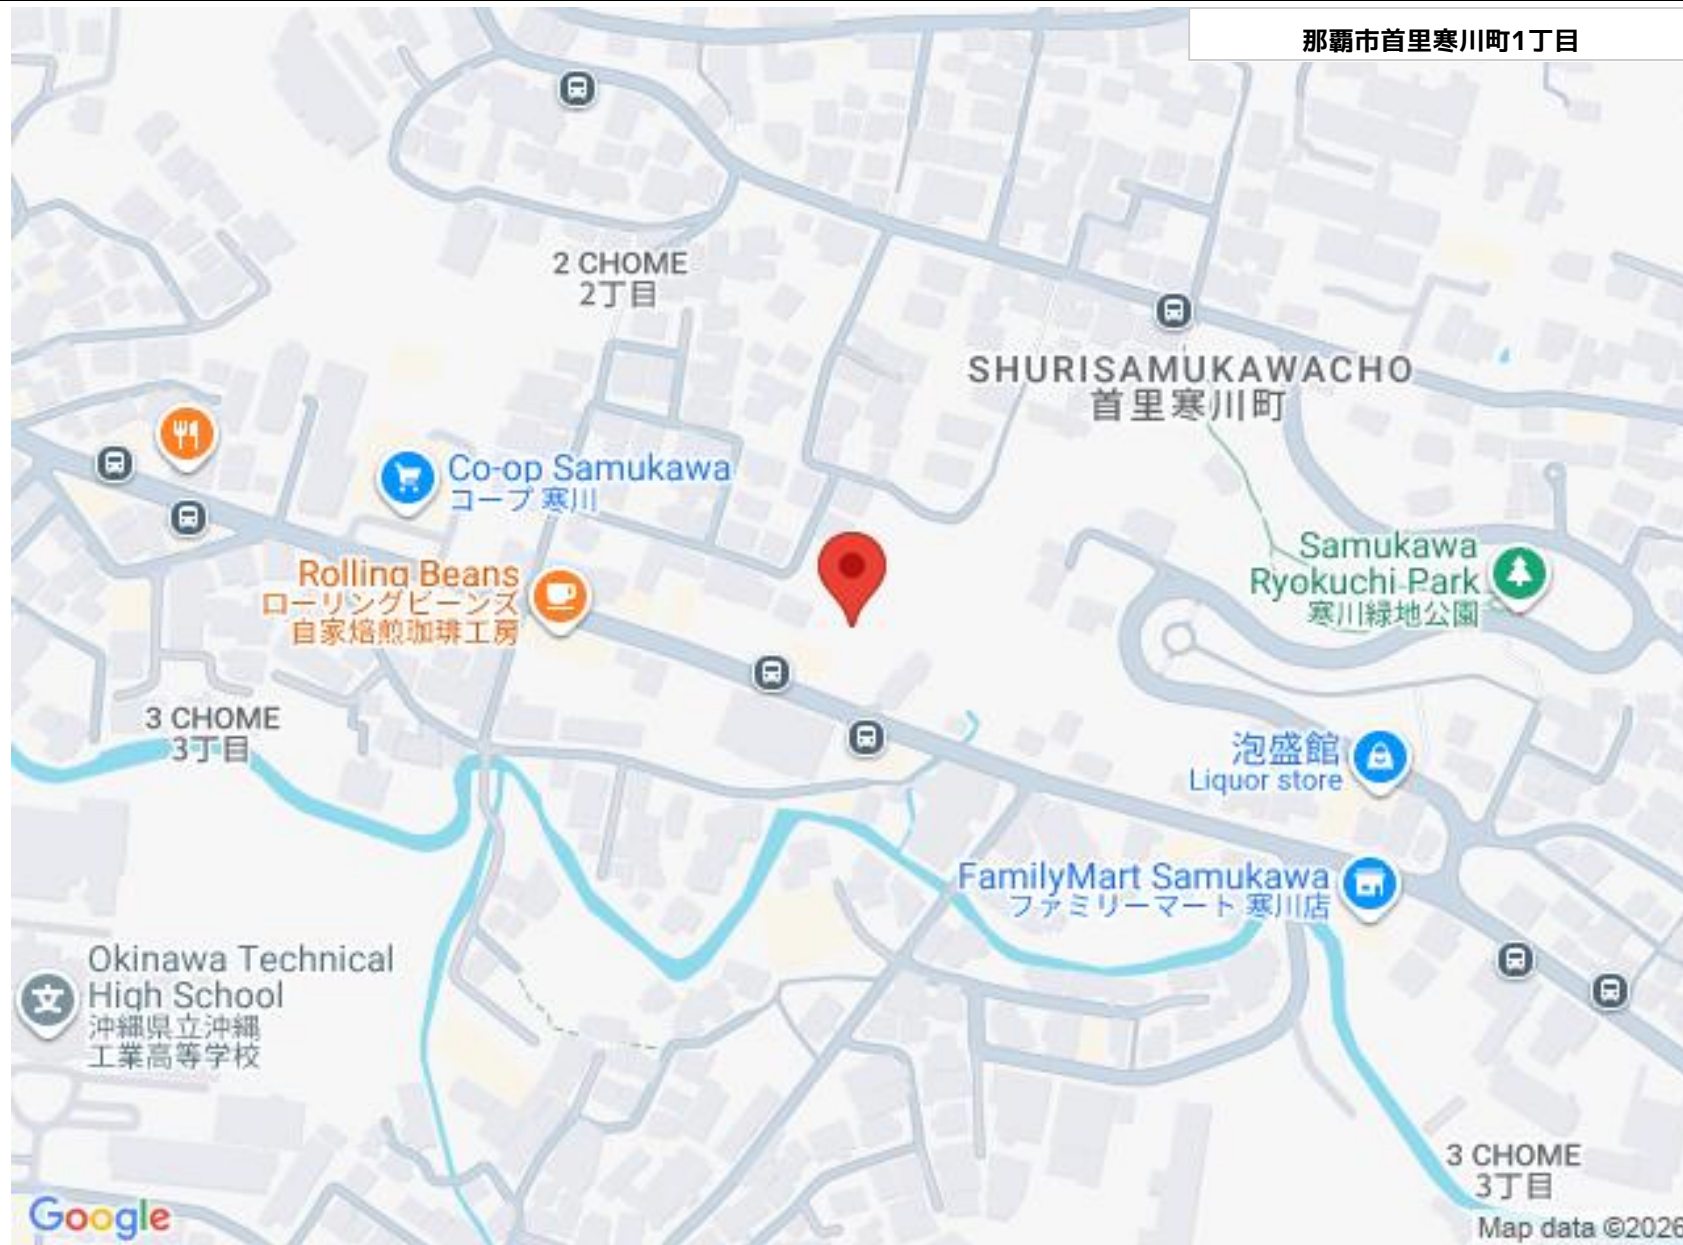 那覇市首里寒川町1丁目
2 CHOME
2丁目
SHURISAMUKAWACHO
首里寒川町
Co-op Samukawa
コープ 寒川
Rolling Beans
ローリングビーンズ
自家焙煎珈琲工房
Samukawa
Ryokuchi Park
寒川緑地公園
3 CHOME
3丁目
泡盛館
Liquor store
FamilyMart Samukawa
ファミリーマート 寒川店
Okinawa Technical
High School
沖縄県立沖縄
工業高等学校
文
3 CHOME
3丁目
Google
Map data ©2026